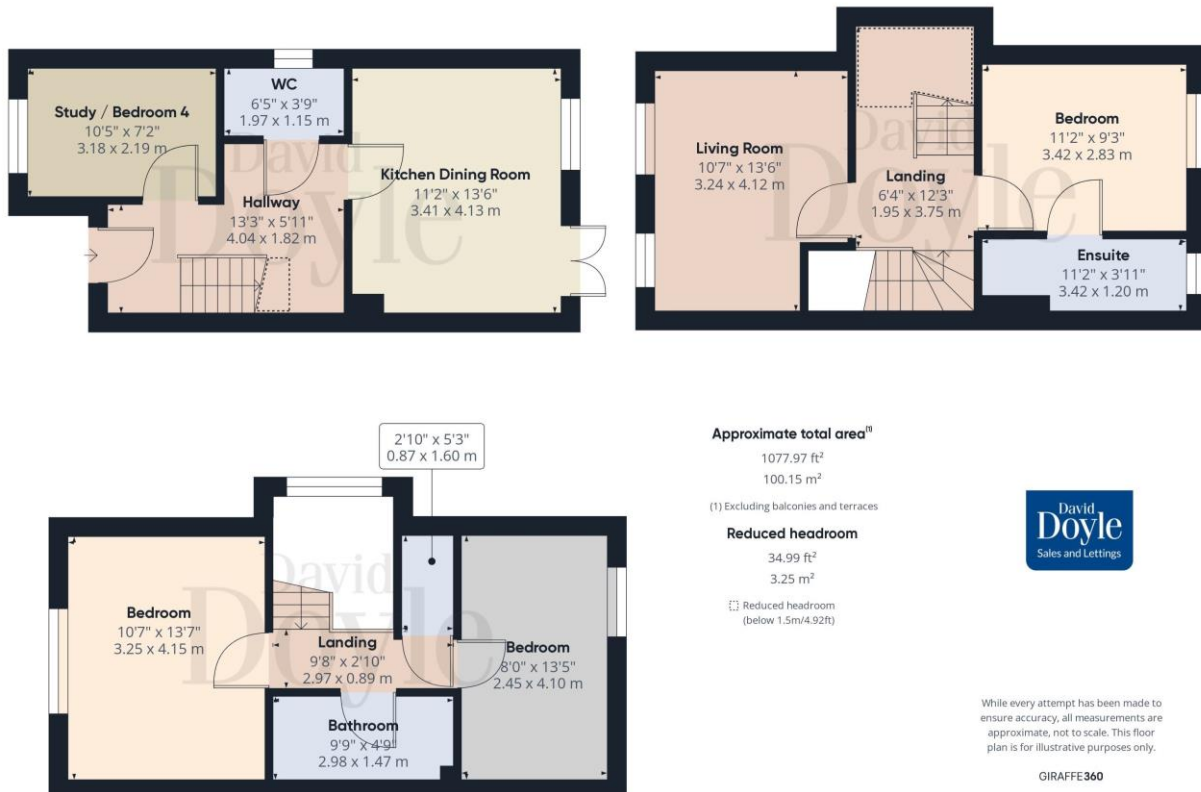 Study / Bedroom 4
10'5" x 7'2"
3.18 x 2.19 m
WC
6'5" x 3'9"
1.97 x 1.15 m
Kitchen Dining Room
11'2" x 13'6"
3.41 x 4.13 m
Hallway
13'3" x 5'11"
4.04 x 1.82 m
David
Doyle
Living Room
10'7" x 13'6"
3.24 x 4.12 m
Landing
6'4" x 12'3"
1.95 x 3.75 m
Bedroom
11'2" x 9'3"
3.42 x 2.83 m
Ensuite
11'2" x 3'11"
3.42 x 1.20 m
David
Doyle
2'10" x 5'3"
0.87 x 1.60 m
Bedroom
10'7" x 13'7"
3.25 x 4.15 m
Landing
9'8" x 2'10"
2.97 x 0.89 m
Bedroom
8'0" x 13'5"
2.45 x 4.10 m
Bathroom
9'9" x 4'9"
2.98 x 1.47 m
David
Doyle
Approximate total area(1)
1077.97 ft²
100.15 m²
(1) Excluding balconies and terraces
Reduced headroom
34.99 ft²
3.25 m²
Reduced headroom
(below 1.5m/4.92ft)
David
Doyle
Sales and Lettings
While every attempt has been made to
ensure accuracy, all measurements are
approximate, not to scale. This floor
plan is for illustrative purposes only.
GIRAFFE360